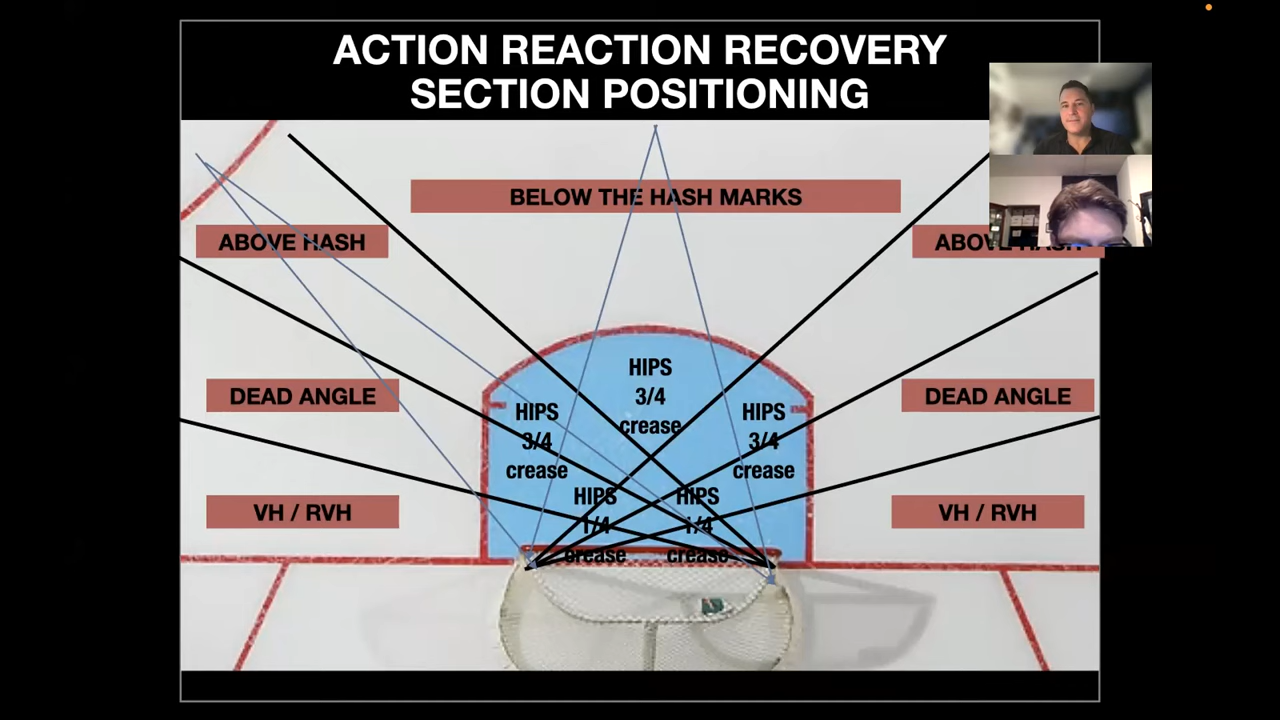 ACTION REACTION RECOVERY
SECTION POSITIONING
BELOW THE HASH MARKS
ABOVE HASH
ABOVE HASH
DEAD ANGLE
DEAD ANGLE
VH / RVH
VH / RVH
HIPS
3/4
crease
HIPS
3/4
crease
HIPS
3/4
crease
HIPS
1/4
crease
HIPS
1/4
crease